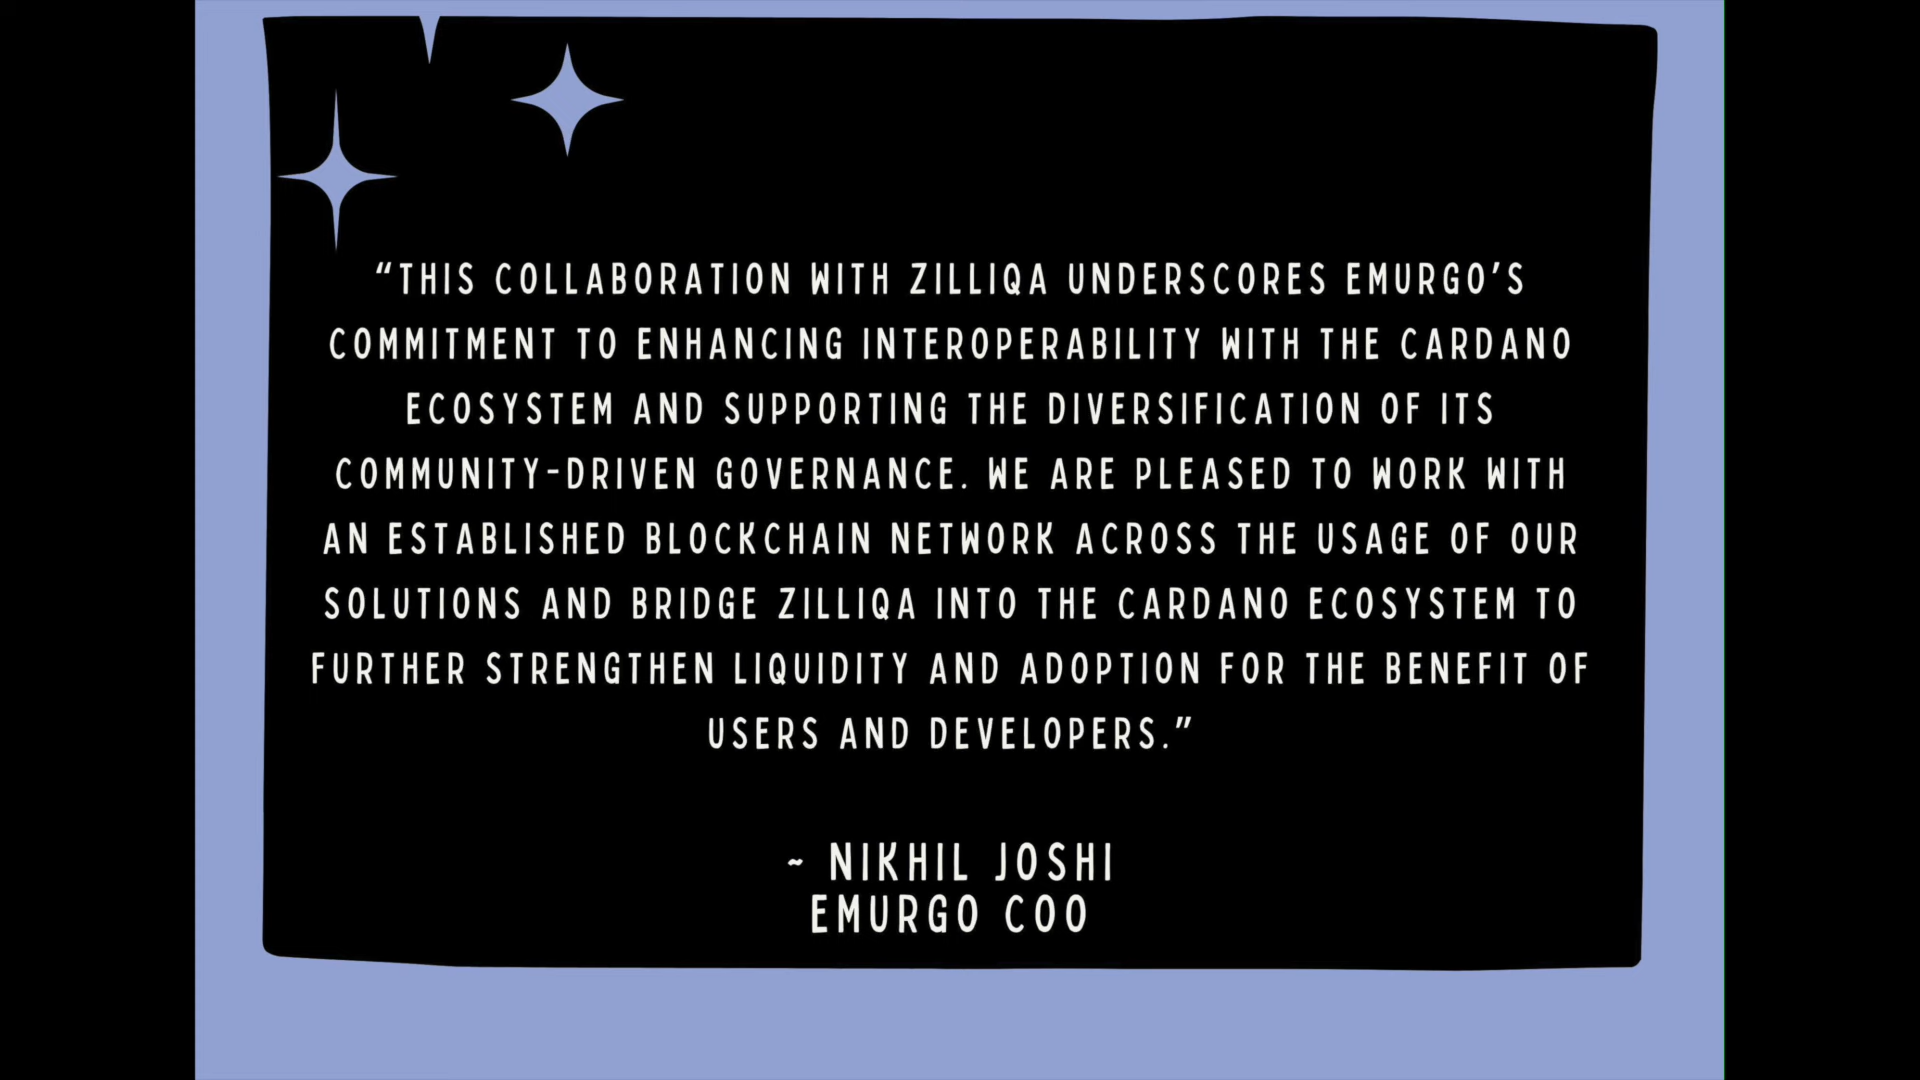 “THIS COLLABORATION WITH ZILLIQA UNDERSCORES EMURGO’S
COMMITMENT TO ENHANCING INTEROPERABILITY WITH THE CARDANO
ECOSYSTEM AND SUPPORTING THE DIVERSIFICATION OF ITS
COMMUNITY-DRIVEN GOVERNANCE. WE ARE PLEASED TO WORK WITH
AN ESTABLISHED BLOCKCHAIN NETWORK ACROSS THE USAGE OF OUR
SOLUTIONS AND BRIDGE ZILLIQA INTO THE CARDANO ECOSYSTEM TO
FURTHER STRENGTHEN LIQUIDITY AND ADOPTION FOR THE BENEFIT OF
USERS AND DEVELOPERS.”
~ NIKHIL JOSHI
EMURGO COO